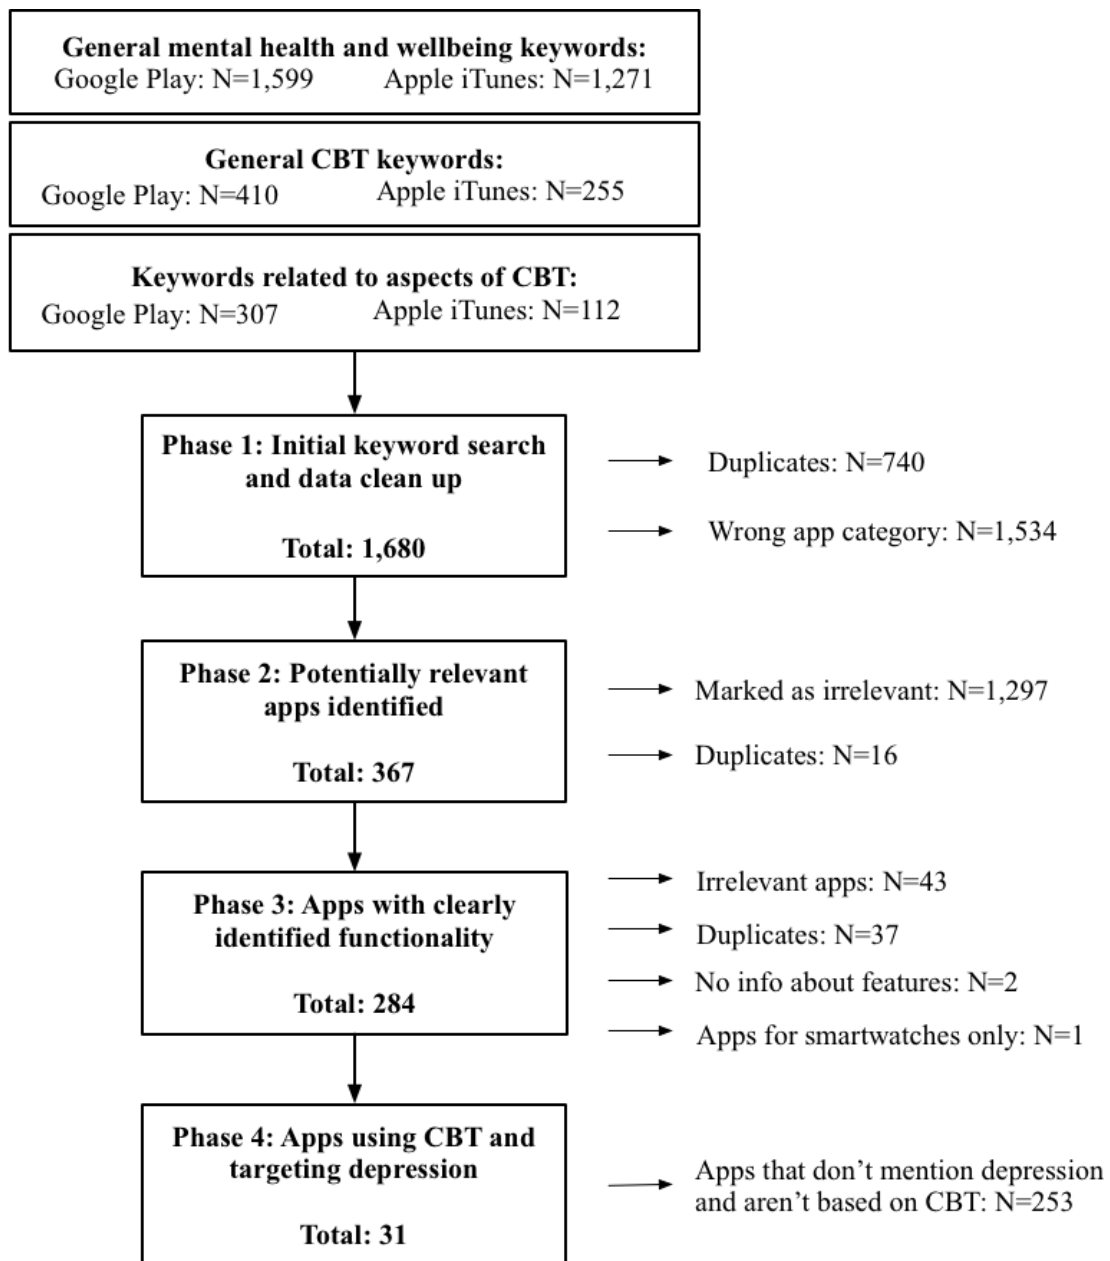 General mental health and wellbeing keywords:
Google Play: N=1,599 Apple iTunes: N=1,271
General CBT keywords:
Google Play: N=410 Apple iTunes: N=255
Keywords related to aspects of CBT:
Google Play: N=307 Apple iTunes: N=112
Phase 1: Initial keyword search
and data clean up
Total: 1,680
Duplicates: N=740
Wrong app category: N=1,534
Phase 2: Potentially relevant
apps identified
Total: 367
Marked as irrelevant: N=1,297
Duplicates: N=16
Phase 3: Apps with clearly
identified functionality
Total: 284
Irrelevant apps: N=43
Duplicates: N=37
No info about features: N=2
Apps for smartwatches only: N=1
Phase 4: Apps using CBT and
targeting depression
Total: 31
Apps that don’t mention depression
and aren’t based on CBT: N=253